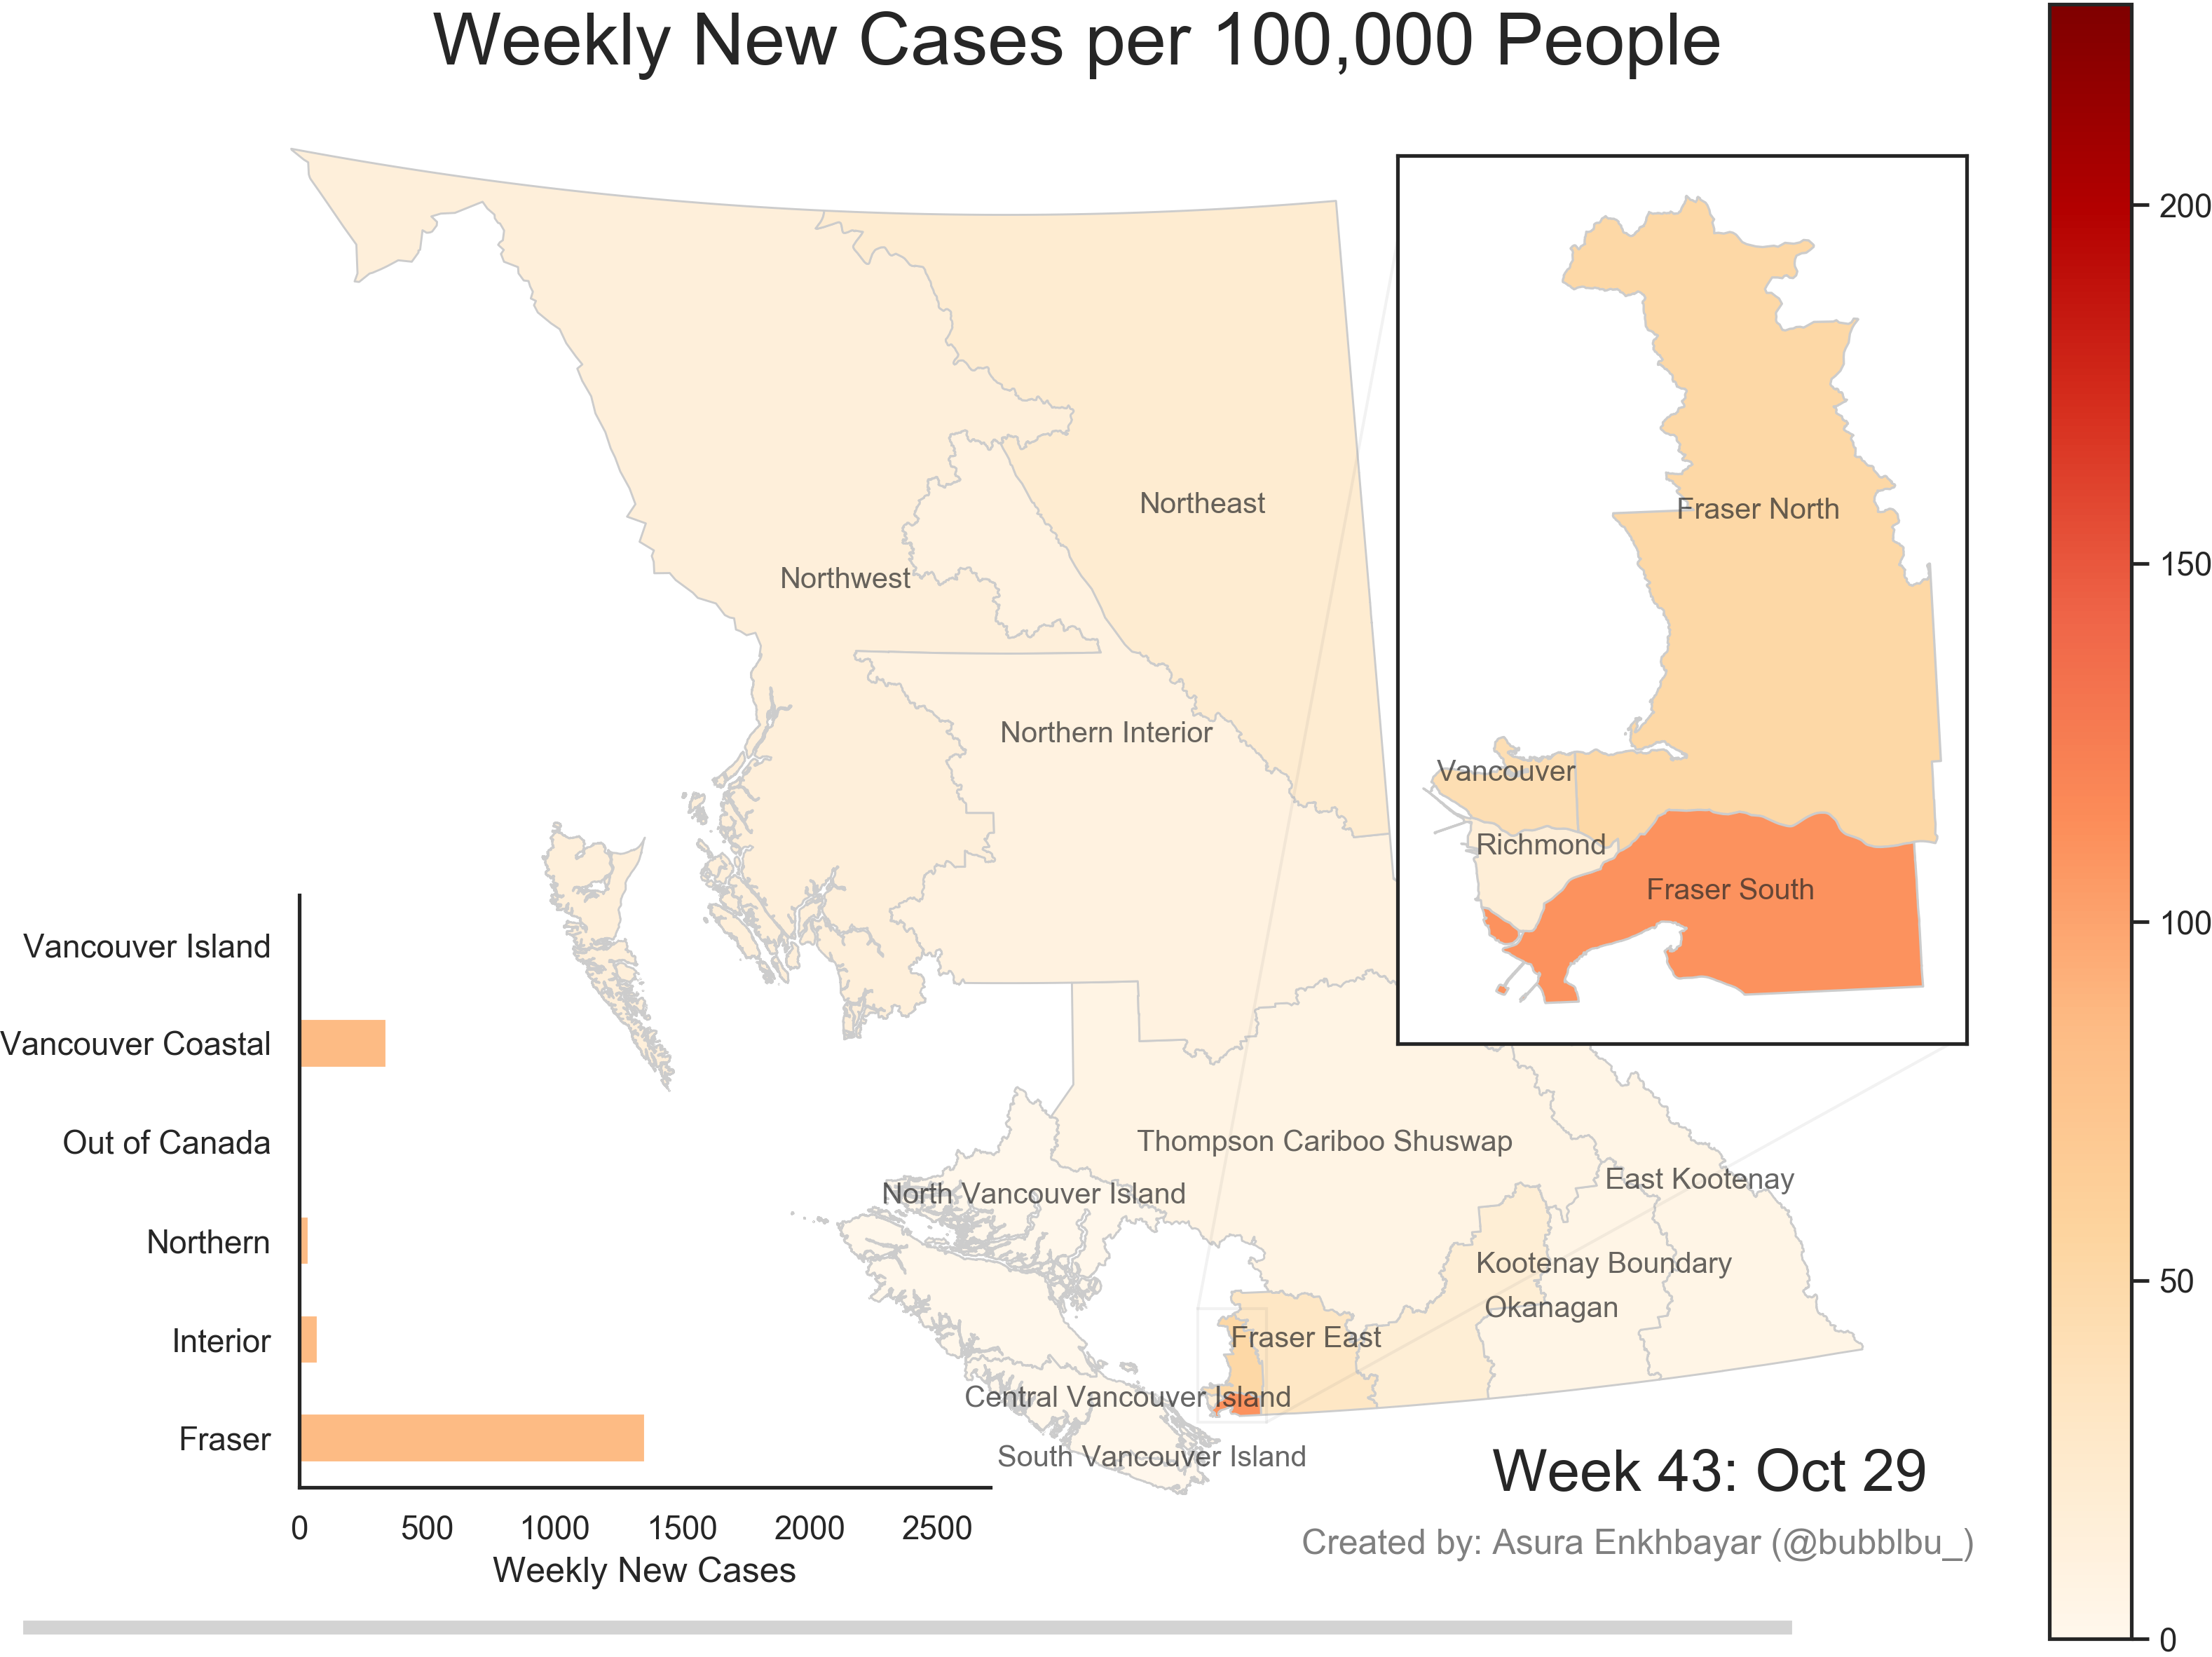 Weekly New Cases per 100,000 People
200
150
100
50
0
Northeast
Northwest
Northern Interior
Fraser North
Vancouver
Richmond
Fraser South
Thompson Cariboo Shuswap
East Kootenay
North Vancouver Island
Kootenay Boundary
Okanagan
Fraser East
Central Vancouver Island
South Vancouver Island
Vancouver Island
Vancouver Coastal
Out of Canada
Northern
Interior
Fraser
0 500 1000 1500 2000 2500
Weekly New Cases
Week 43: Oct 29
Created by: Asura Enkhbayar (@bubblbu_)